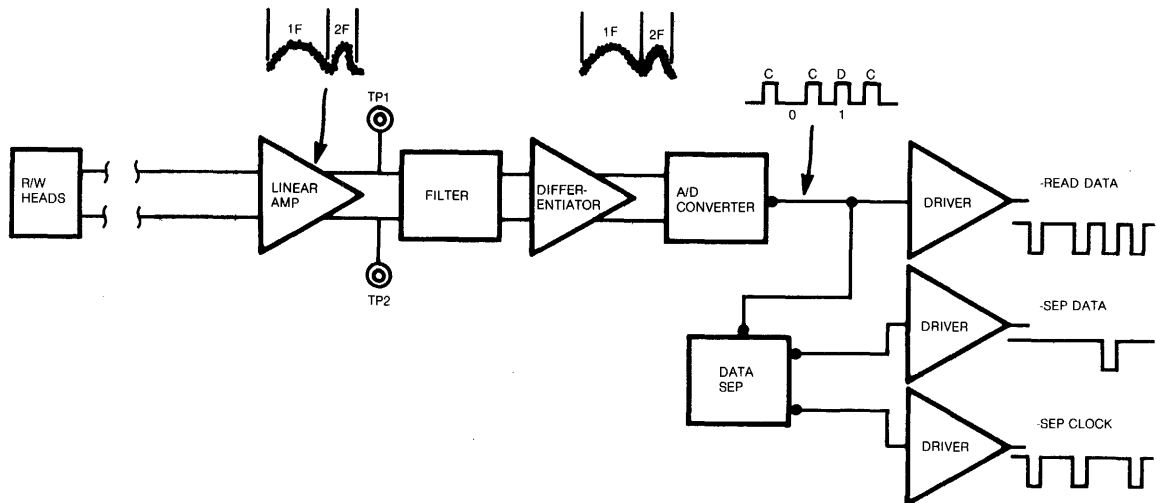 1F 2F
1F 2F
C C D C
0 1
TP1
R/W
HEADS
LINEAR
AMP
FILTER
DIFFER-
ENTIATOR
A/D
CONVERTER
DRIVER
-READ DATA
TP2
DATA
SEP
DRIVER
-SEP DATA
DRIVER
-SEP CLOCK